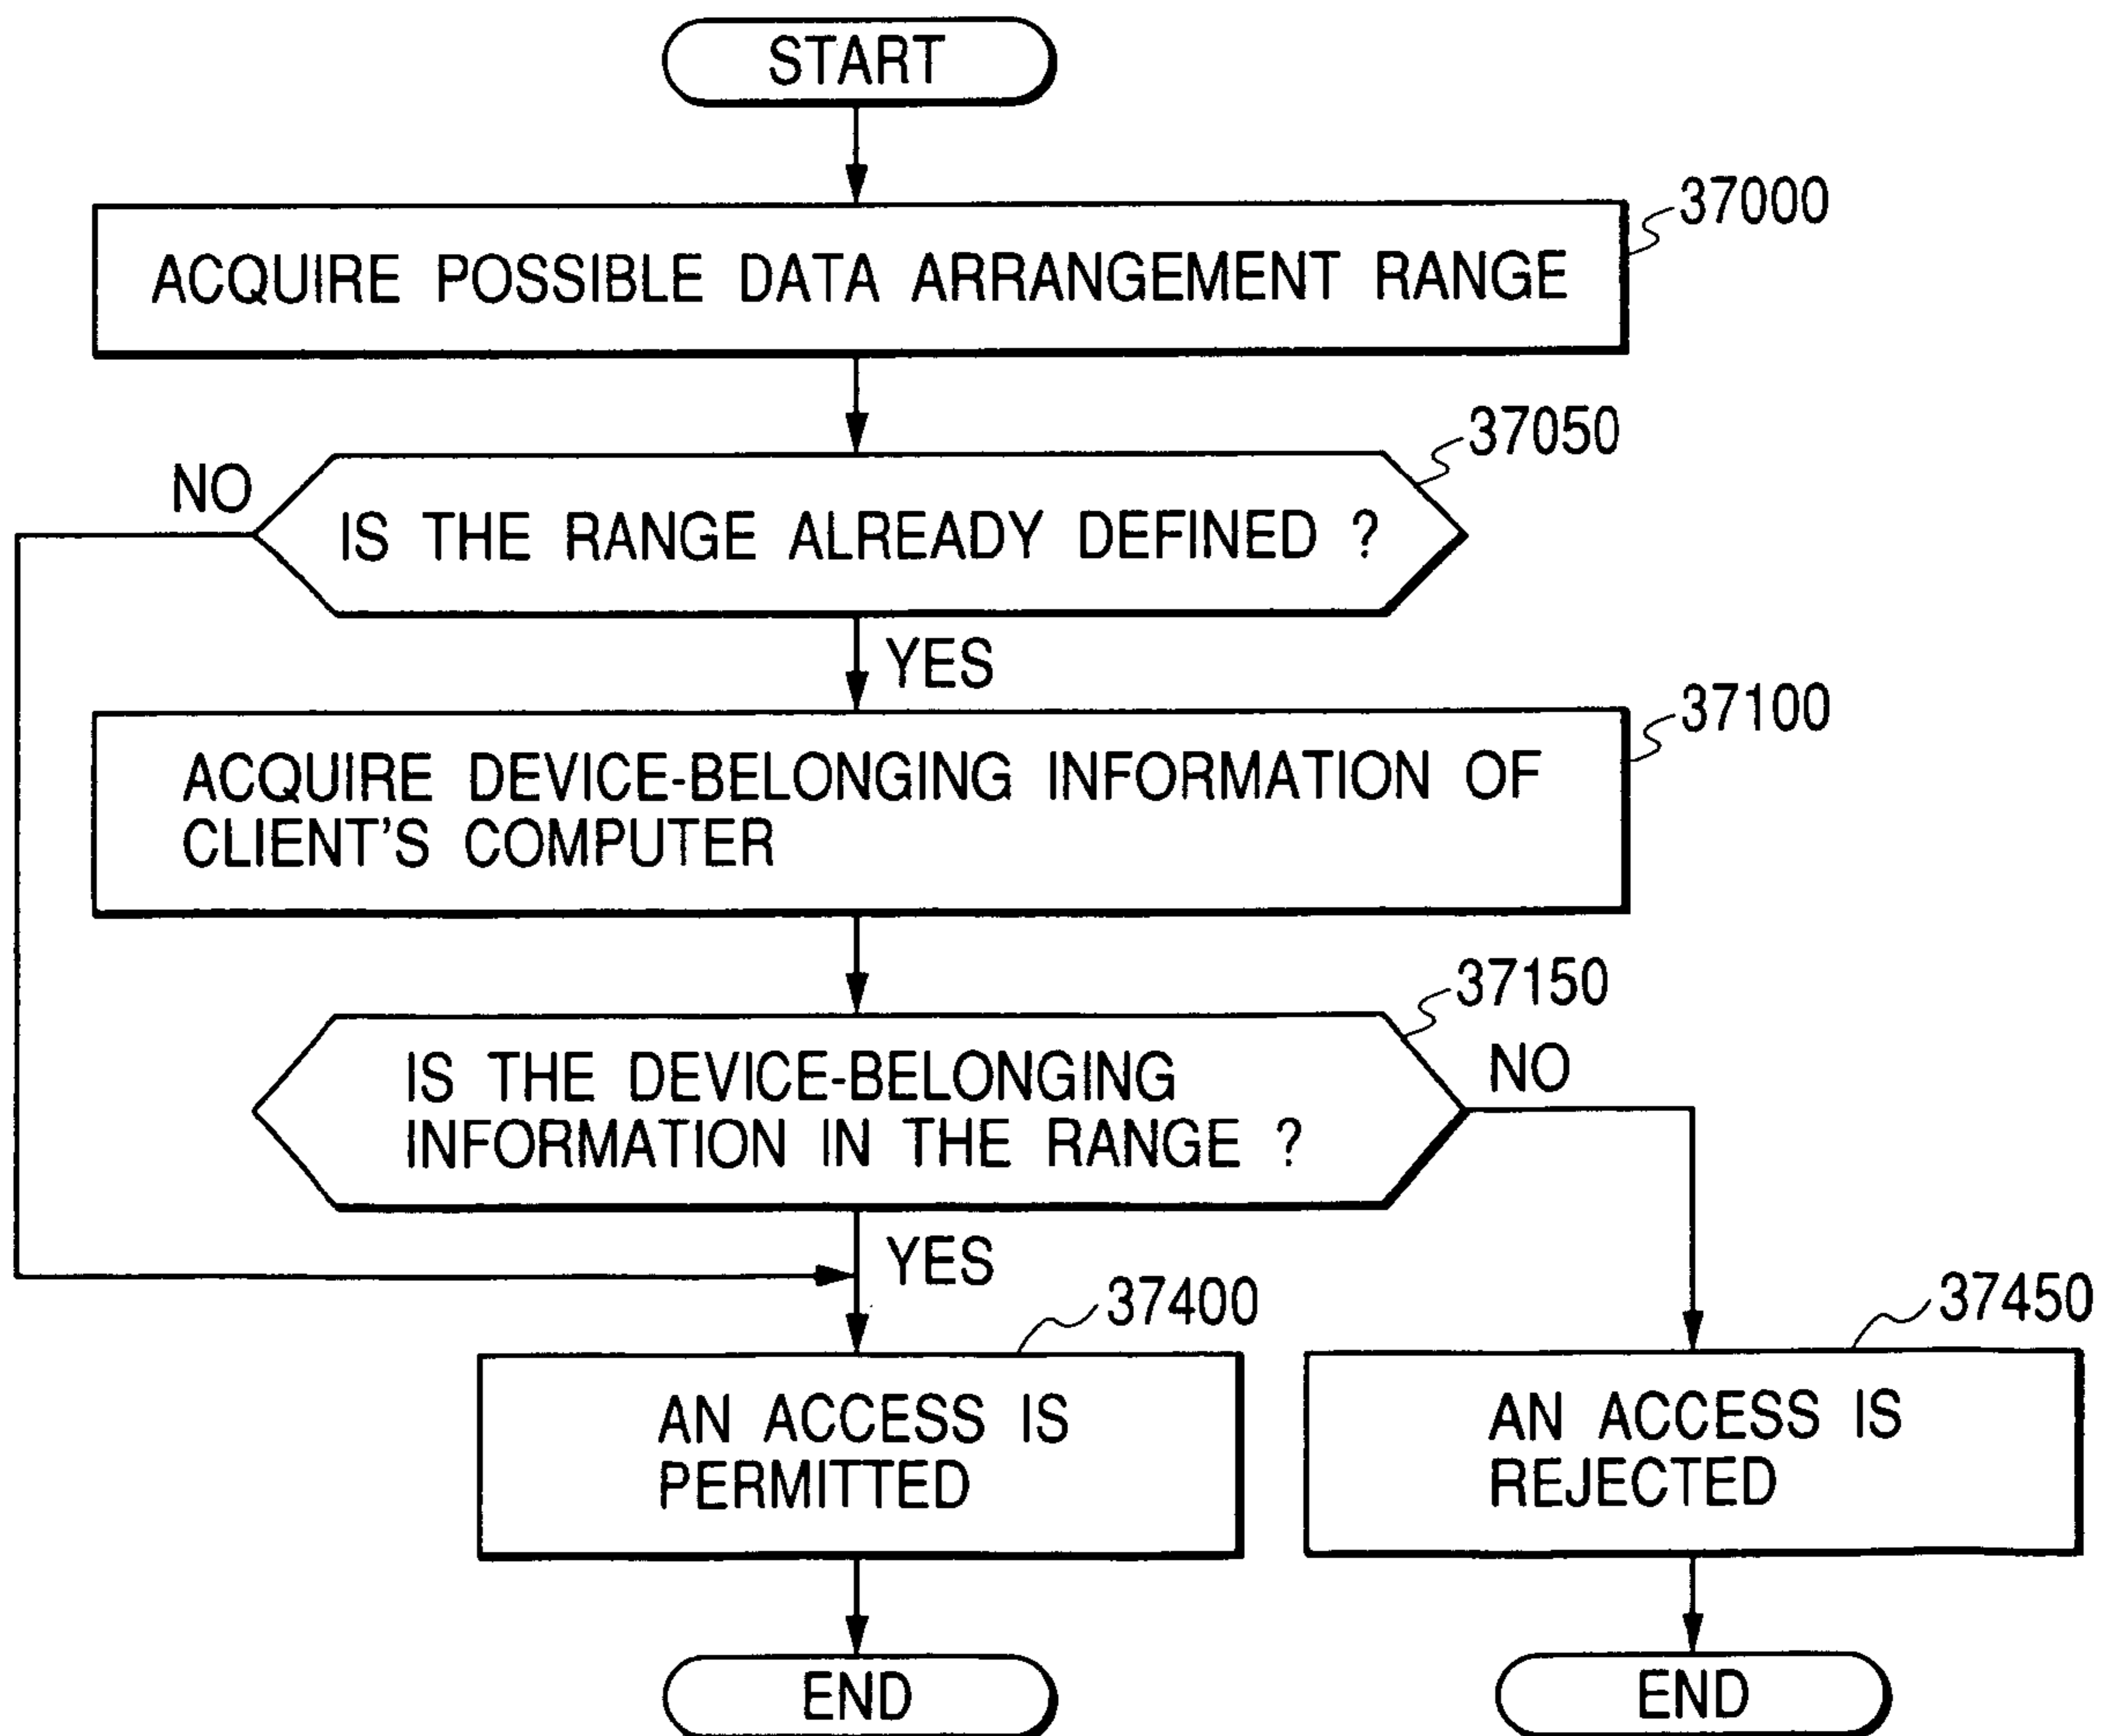 START
37000
ACQUIRE POSSIBLE DATA ARRANGEMENT RANGE
37050
NO
IS THE RANGE ALREADY DEFINED ?
YES
37100
ACQUIRE DEVICE-BELONGING INFORMATION OF
CLIENT'S COMPUTER
37150
IS THE DEVICE-BELONGING
INFORMATION IN THE RANGE ?
NO
YES
37400
37450
AN ACCESS IS
PERMITTED
AN ACCESS IS
REJECTED
END
END